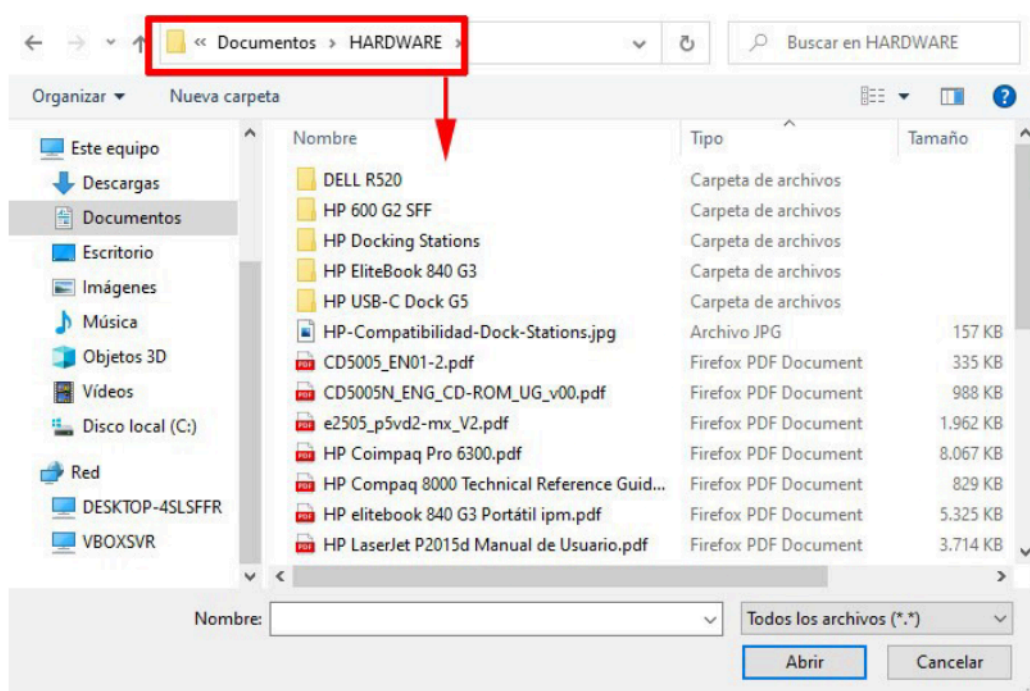 « Documentos › HARDWARE ›
Buscar en HARDWARE
Organizar
Nueva carpeta
Este equipo
Descargas
Documentos
Escritorio
Imágenes
Música
Objetos 3D
Vídeos
Disco local (C:)
Red
DESKTOP-4SLSFFR
VBOXSVR
Nombre Tipo Tamaño
DELL R520 Carpeta de archivos
HP 600 G2 SFF Carpeta de archivos
HP Docking Stations Carpeta de archivos
HP EliteBook 840 G3 Carpeta de archivos
HP USB-C Dock G5 Carpeta de archivos
HP-Compatibilidad-Dock-Stations.jpg Archivo JPG 157 KB
CD5005_EN01-2.pdf Firefox PDF Document 335 KB
CD5005N_ENG_CD-ROM_UG_v00.pdf Firefox PDF Document 988 KB
e2505_p5vd2-mx_V2.pdf Firefox PDF Document 1.962 KB
HP Coimpaq Pro 6300.pdf Firefox PDF Document 8.067 KB
HP Compaq 8000 Technical Reference Guid... Firefox PDF Document 829 KB
HP elitebook 840 G3 Portátil ipm.pdf Firefox PDF Document 5.325 KB
HP LaserJet P2015d Manual de Usuario.pdf Firefox PDF Document 3.714 KB
Nombre:
Todos los archivos (*.*)
Abrir
Cancelar